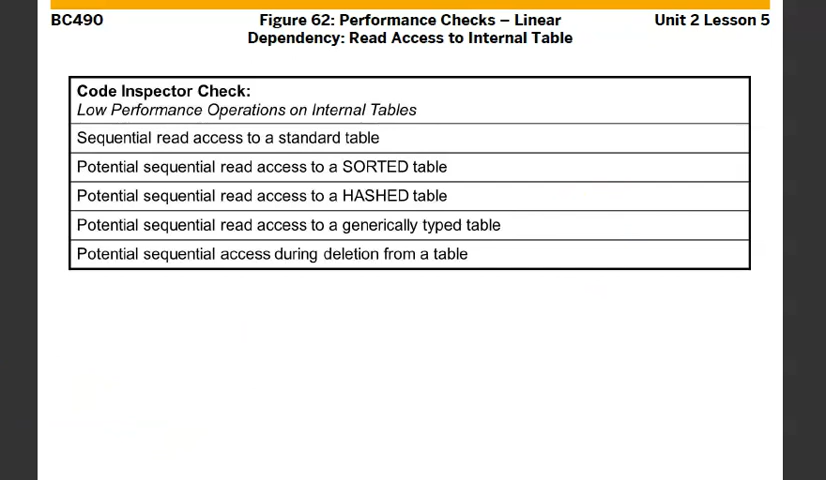 BC490
Figure 62: Performance Checks – Linear
Dependency: Read Access to Internal Table
Unit 2 Lesson 5
Code Inspector Check:
Low Performance Operations on Internal Tables
Sequential read access to a standard table
Potential sequential read access to a SORTED table
Potential sequential read access to a HASHED table
Potential sequential read access to a generically typed table
Potential sequential access during deletion from a table